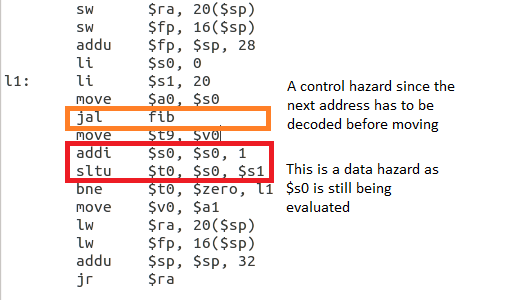 sw $ra, 20($sp)
sw $fp, 16($sp)
addu $fp, $sp, 28
li $s0, 0
l1: li $s1, 20
move $a0, $s0
jal fib
move $t9, $v0
addi $s0, $s0, 1
sltu $t0, $s0, $s1
bne $t0, $zero, l1
move $v0, $a1
lw $ra, 20($sp)
lw $fp, 16($sp)
addu $sp, $sp, 32
jr $ra
A control hazard since the
next address has to be
decoded before moving
This is a data hazard as
$s0 is still being
evaluated